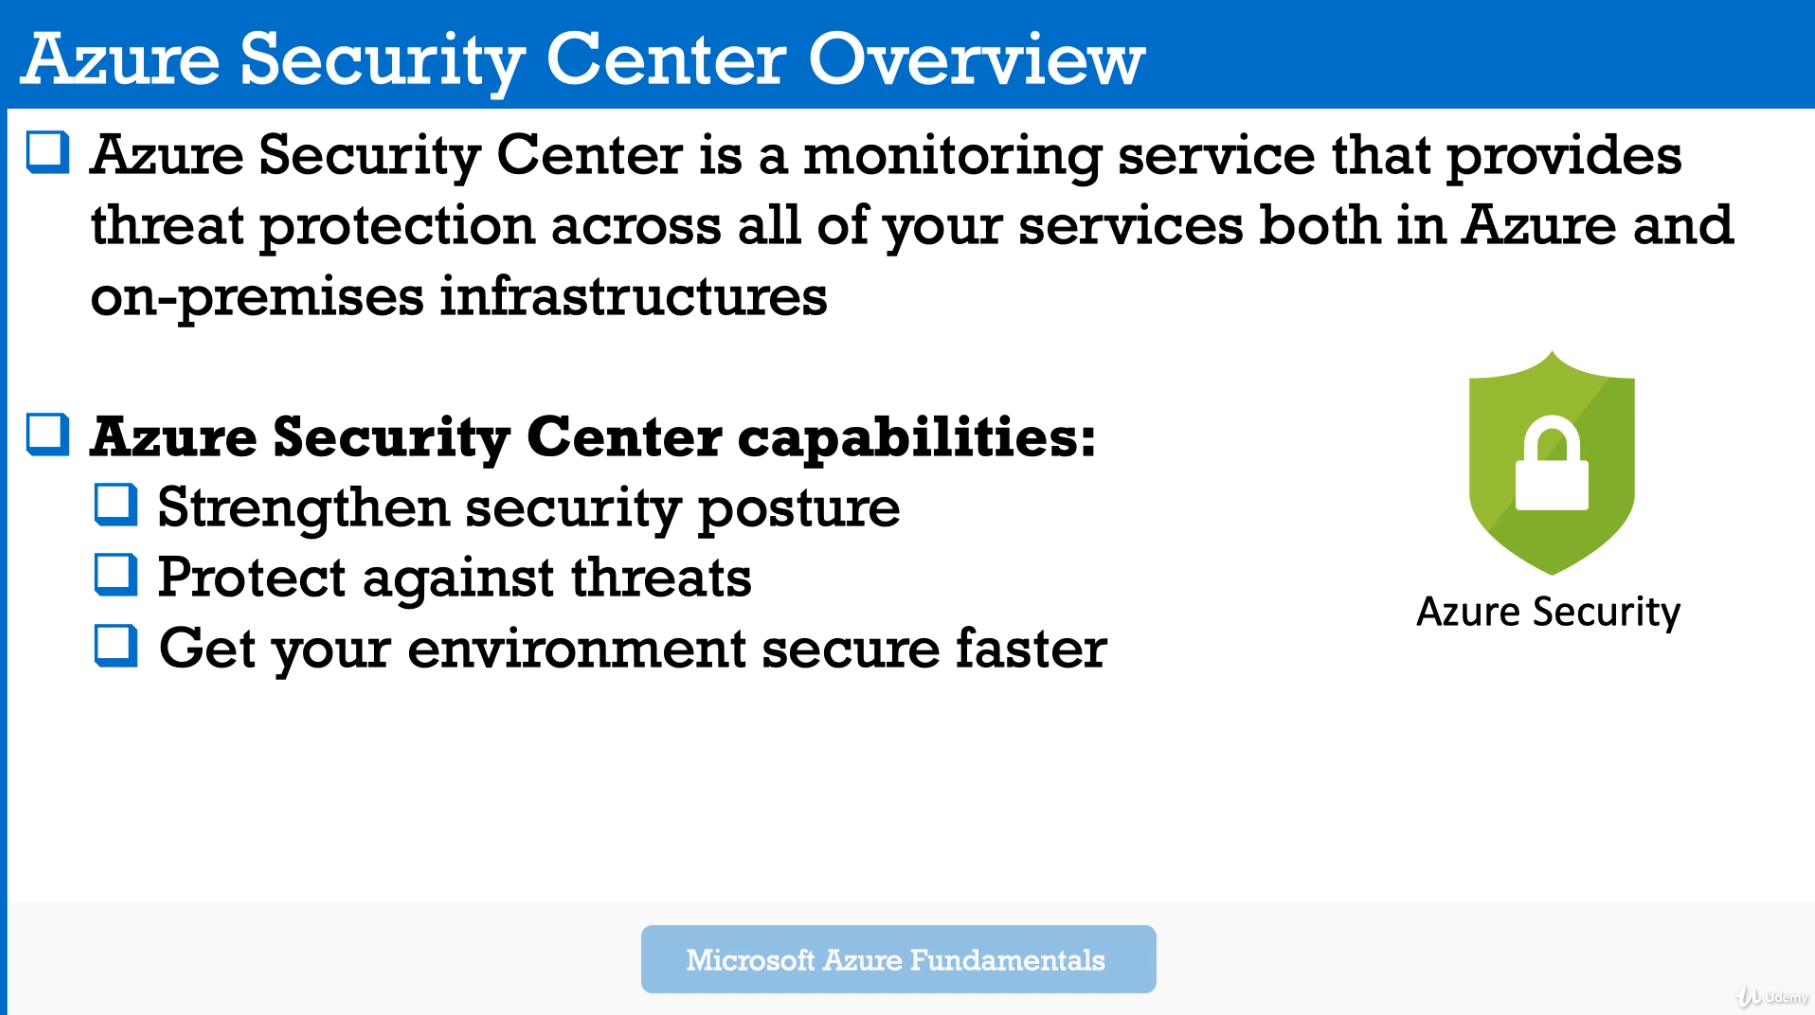 Azure Security Center Overview
Azure Security Center is a monitoring service that provides
threat protection across all of your services both in Azure and
on-premises infrastructures
Azure Security Center capabilities:
Strengthen security posture
Protect against threats
Get your environment secure faster
Azure Security
Microsoft Azure Fundamentals
Udemy